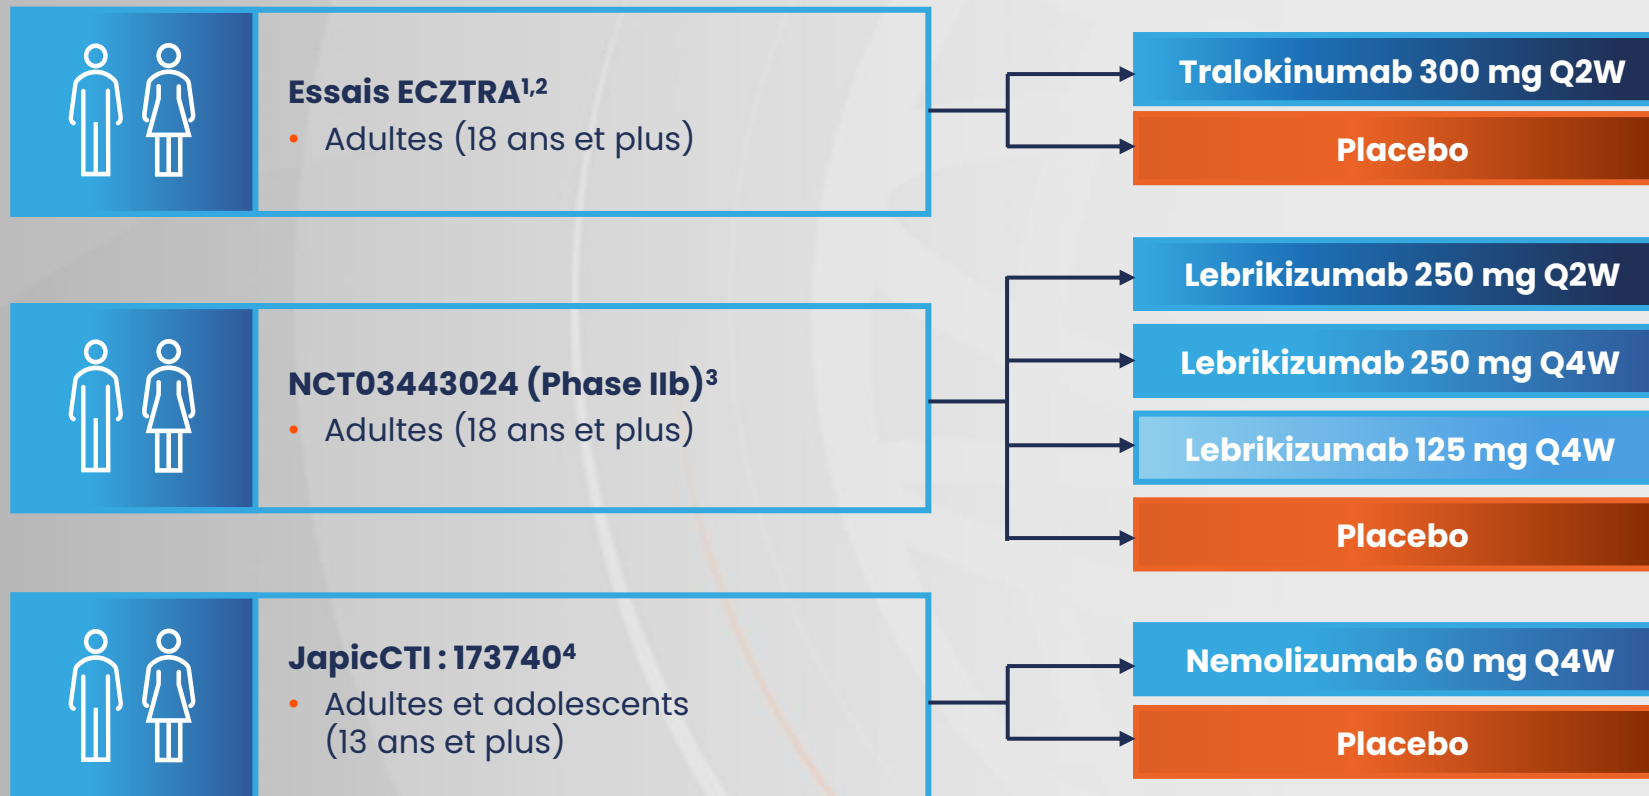 Essais ECZTRA1,2
• Adultes (18 ans et plus)
Tralokinumab 300 mg Q2W
Placebo
NCT03443024 (Phase IIb)3
• Adultes (18 ans et plus)
Lebrikizumab 250 mg Q2W
Lebrikizumab 250 mg Q4W
Lebrikizumab 125 mg Q4W
Placebo
JapicCTI : 1737404
• Adultes et adolescents
(13 ans et plus)
Nemolizumab 60 mg Q4W
Placebo